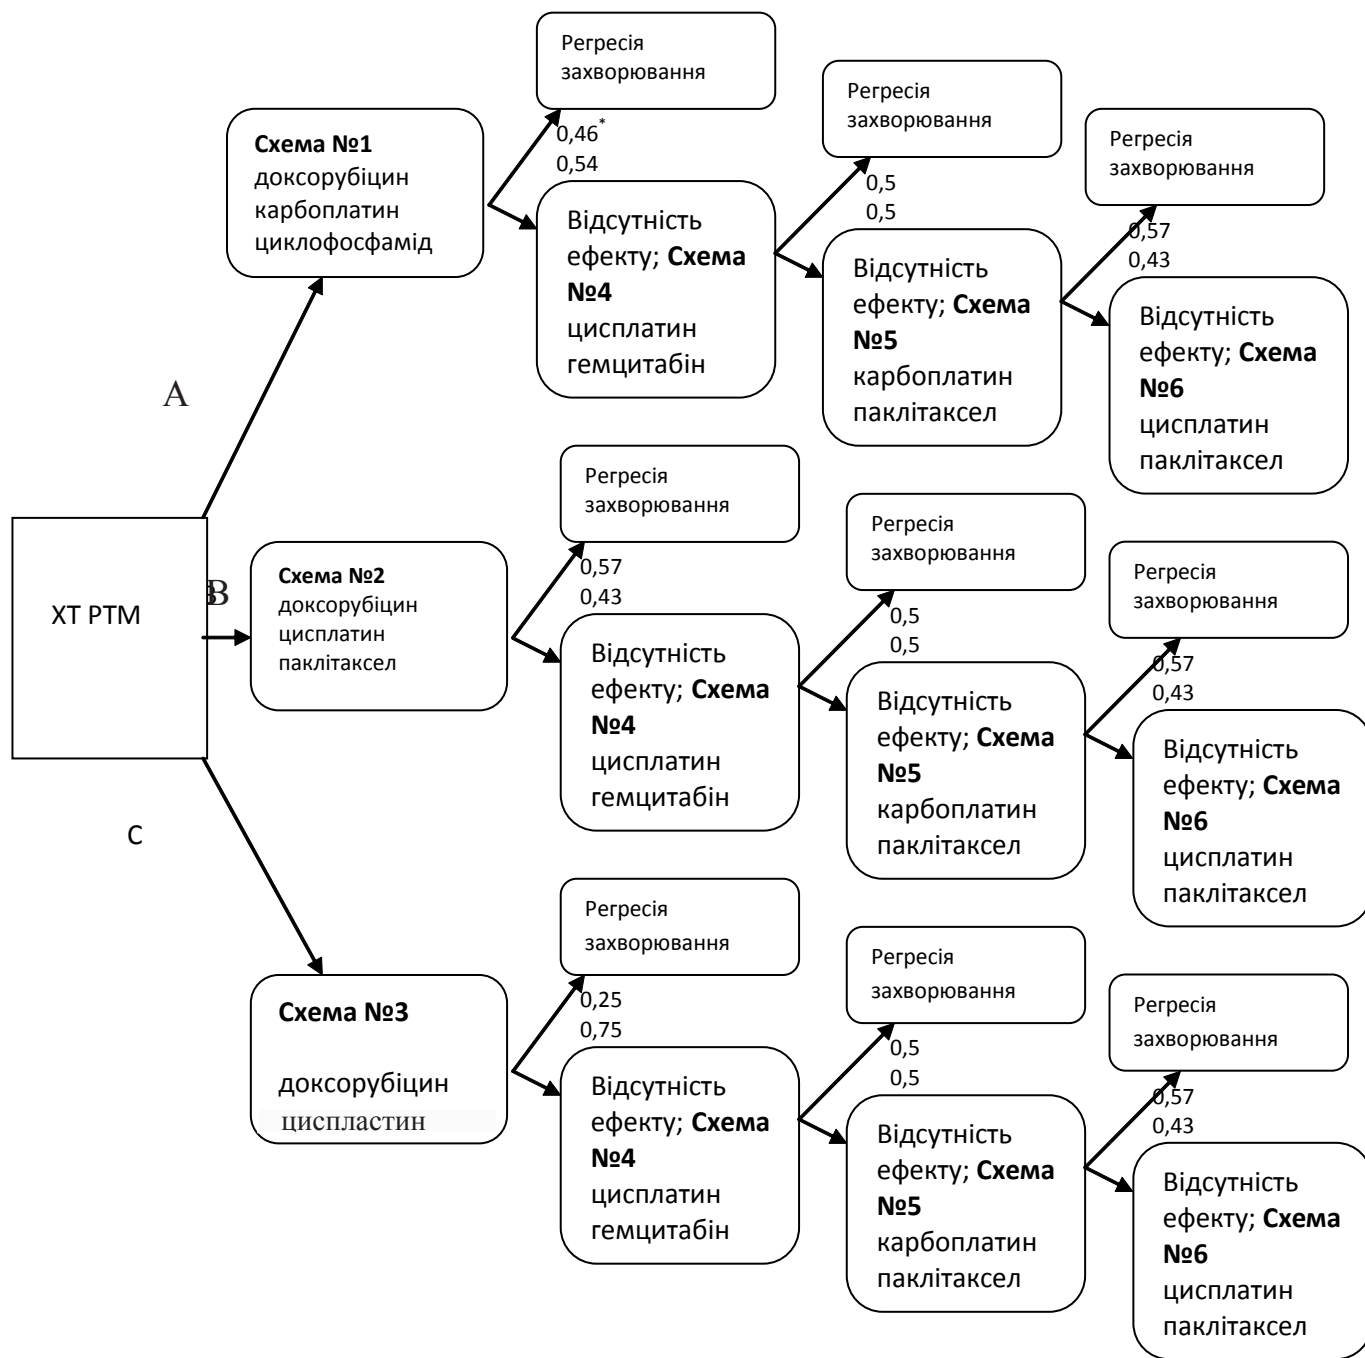 Регресія
захворювання
0,46*
0,54
Схема №1
доксорубіцин
карбоплатин
циклофосфамід
Відсутність
ефекту; Схема
№4
цисплатин
гемцитабін
Регресія
захворювання
0,5
0,5
Відсутність
ефекту; Схема
№5
карбоплатин
паклітаксел
Регресія
захворювання
0,57
0,43
Відсутність
ефекту; Схема
№6
цисплатин
паклітаксел
A
ХТ РТМ
B
Схема №2
доксорубіцин
цисплатин
паклітаксел
Регресія
захворювання
0,57
0,43
Відсутність
ефекту; Схема
№4
цисплатин
гемцитабін
Регресія
захворювання
0,5
0,5
Відсутність
ефекту; Схема
№5
карбоплатин
паклітаксел
Регресія
захворювання
0,57
0,43
Відсутність
ефекту; Схема
№6
цисплатин
паклітаксел
C
Схема №3
доксорубіцин
циспластин
Регресія
захворювання
0,25
0,75
Відсутність
ефекту; Схема
№4
цисплатин
гемцитабін
Регресія
захворювання
0,5
0,5
Відсутність
ефекту; Схема
№5
карбоплатин
паклітаксел
Регресія
захворювання
0,57
0,43
Відсутність
ефекту; Схема
№6
цисплатин
паклітаксел